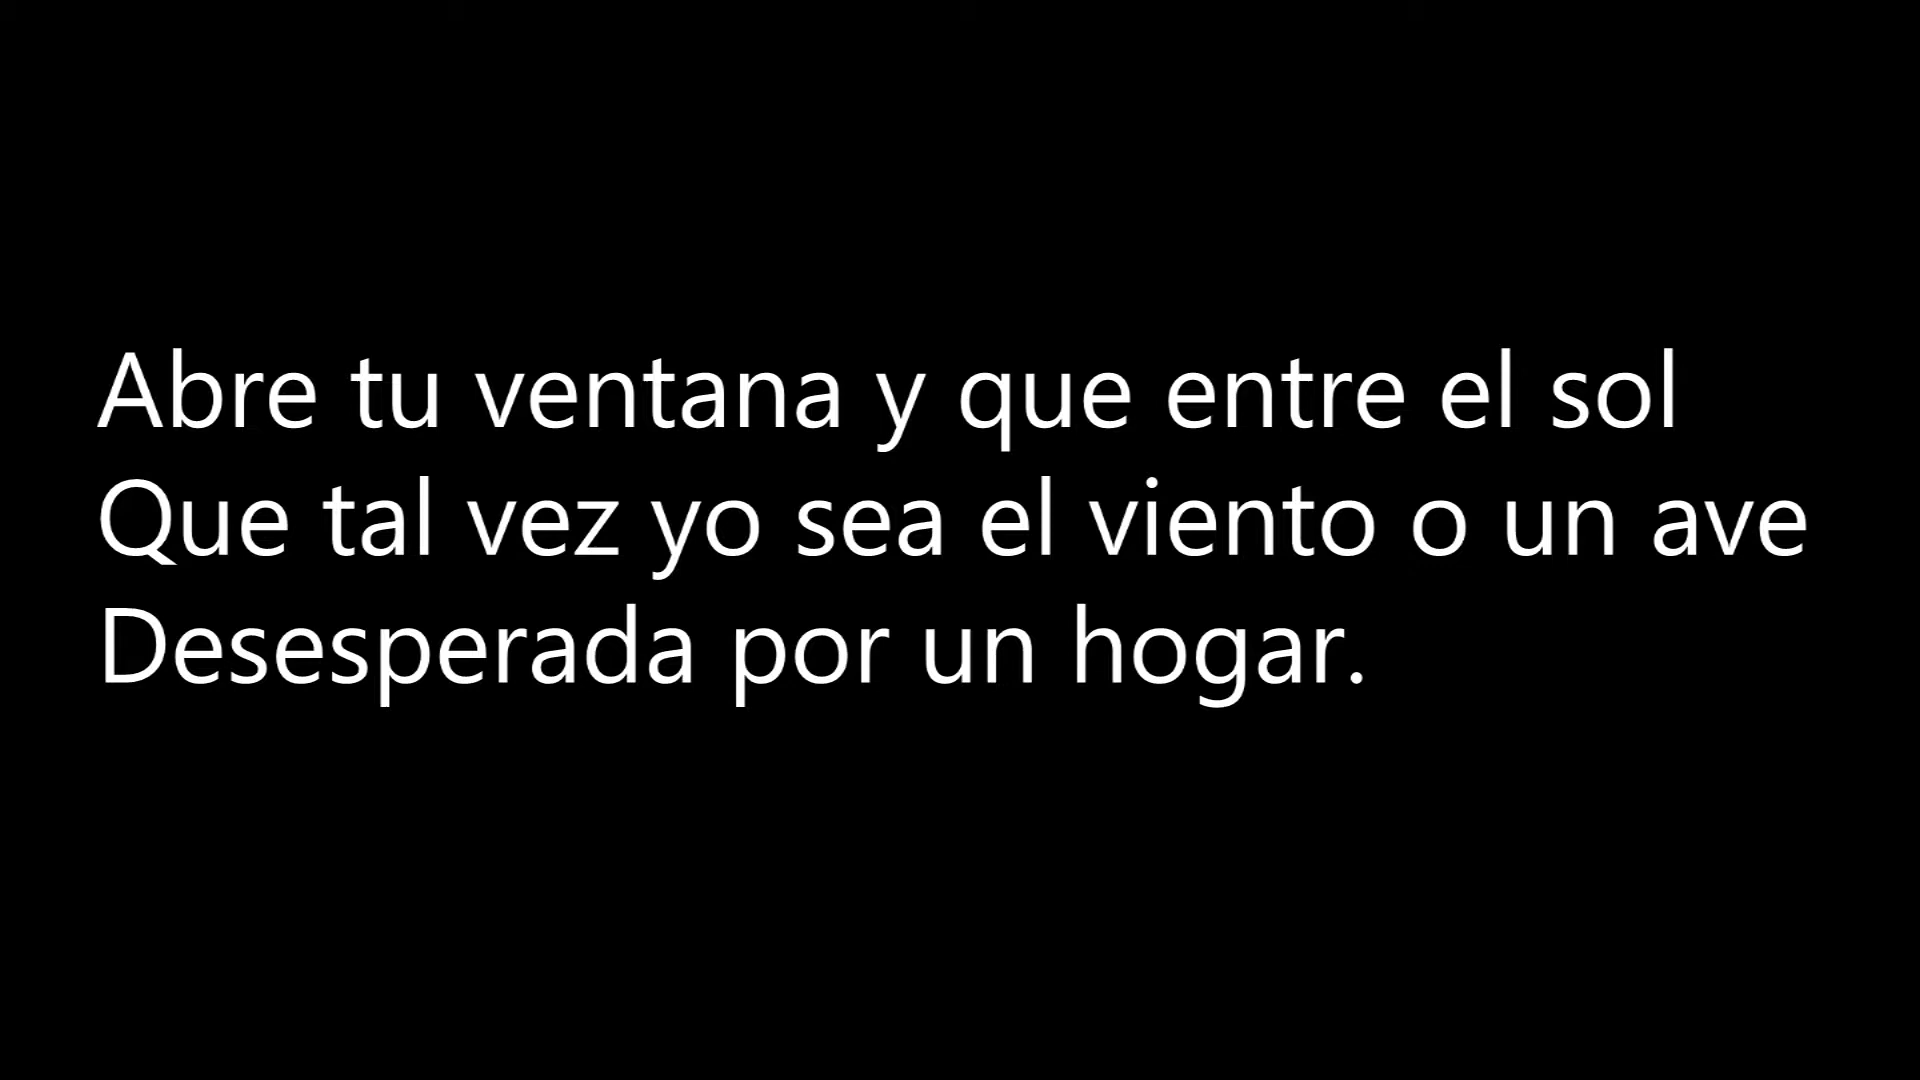 Abre tu ventana y que entre el sol
Que tal vez yo sea el viento o un ave
Desesperada por un hogar.